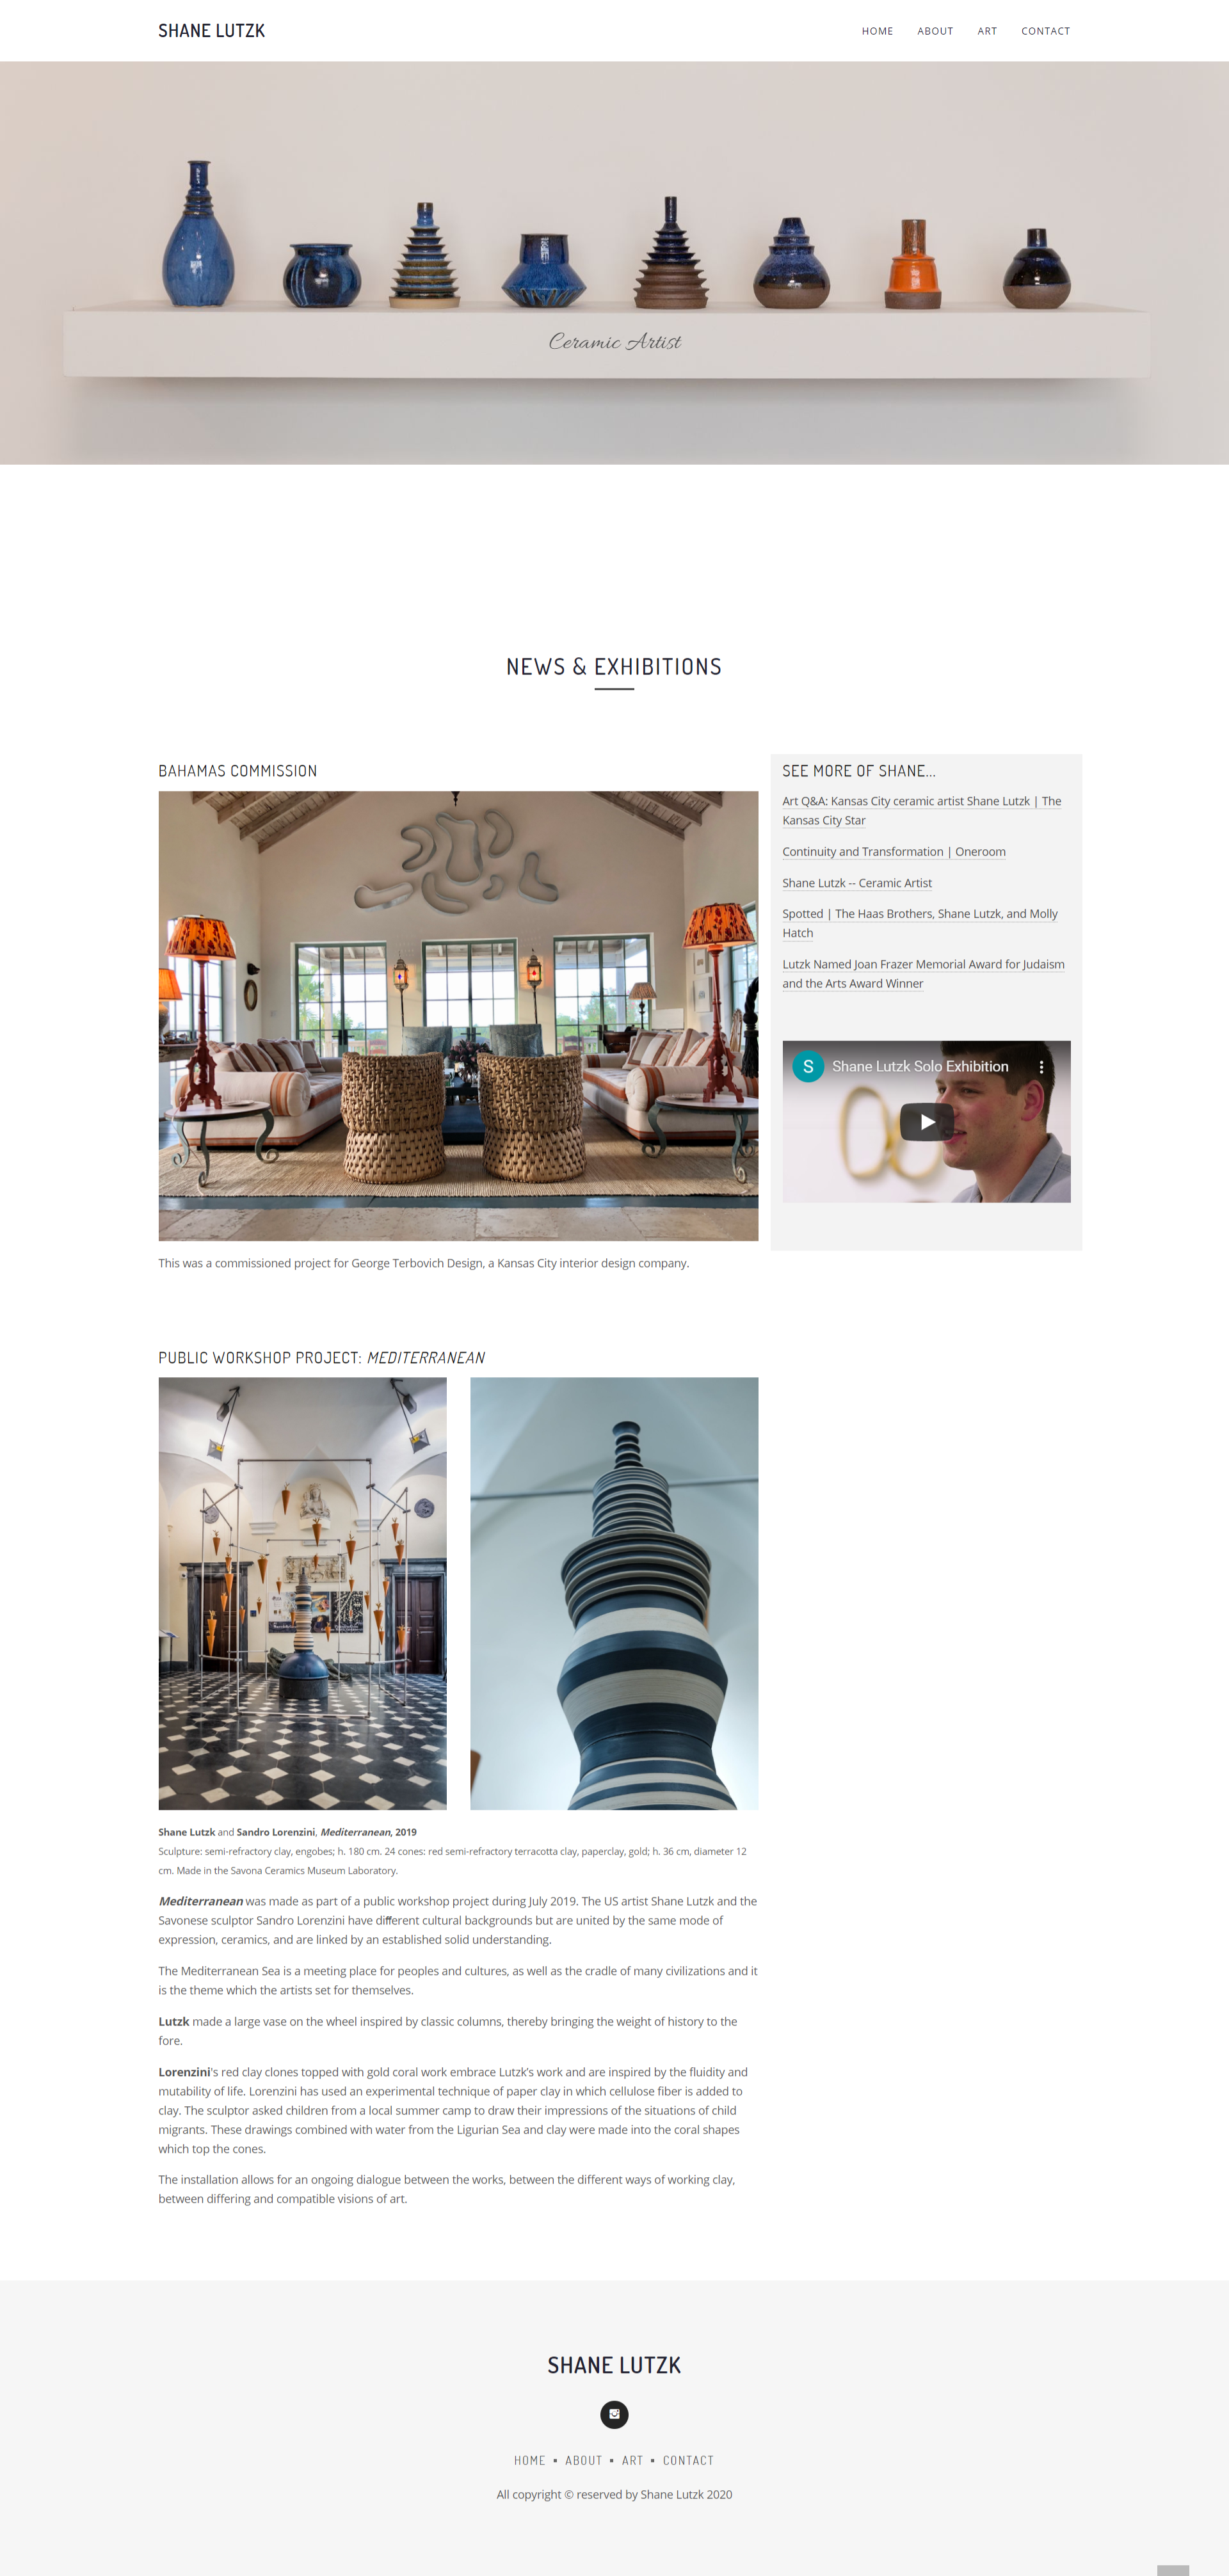 SHANE LUTZK
HOME ABOUT ART CONTACT
Ceramic Artist
NEWS & EXHIBITIONS
BAHAMAS COMMISSION
This was a commissioned project for George Terbovich Design, a Kansas City interior design company.
SEE MORE OF SHANE...
Art Q&A: Kansas City ceramic artist Shane Lutzk | The
Kansas City Star
Continuity and Transformation | Oneroom
Shane Lutzk -- Ceramic Artist
Spotted | The Haas Brothers, Shane Lutzk, and Molly
Hatch
Lutzk Named Joan Frazer Memorial Award for Judaism
and the Arts Award Winner
S Shane Lutzk Solo Exhibition
PUBLIC WORKSHOP PROJECT: MEDITERRANEAN
Shane Lutzk and Sandro Lorenzini, Mediterranean, 2019
Sculpture: semi-refractory clay, engobes; h. 180 cm. 24 cones: red semi-refractory terracotta clay, paperclay, gold; h. 36 cm, diameter 12
cm. Made in the Savona Ceramics Museum Laboratory.
Mediterranean was made as part of a public workshop project during July 2019. The US artist Shane Lutzk and the
Savonese sculptor Sandro Lorenzini have different cultural backgrounds but are united by the same mode of
expression, ceramics, and are linked by an established solid understanding.
The Mediterranean Sea is a meeting place for peoples and cultures, as well as the cradle of many civilizations and it
is the theme which the artists set for themselves.
Lutzk made a large vase on the wheel inspired by classic columns, thereby bringing the weight of history to the
fore.
Lorenzini's red clay clones topped with gold coral work embrace Lutzk's work and are inspired by the fluidity and
mutability of life. Lorenzini has used an experimental technique of paper clay in which cellulose fiber is added to
clay. The sculptor asked children from a local summer camp to draw their impressions of the situations of child
migrants. These drawings combined with water from the Ligurian Sea and clay were made into the coral shapes
which top the cones.
The installation allows for an ongoing dialogue between the works, between the different ways of working clay,
between differing and compatible visions of art.
SHANE LUTZK
HOME ▪ ABOUT ▪ ART ▪ CONTACT
All copyright © reserved by Shane Lutzk 2020